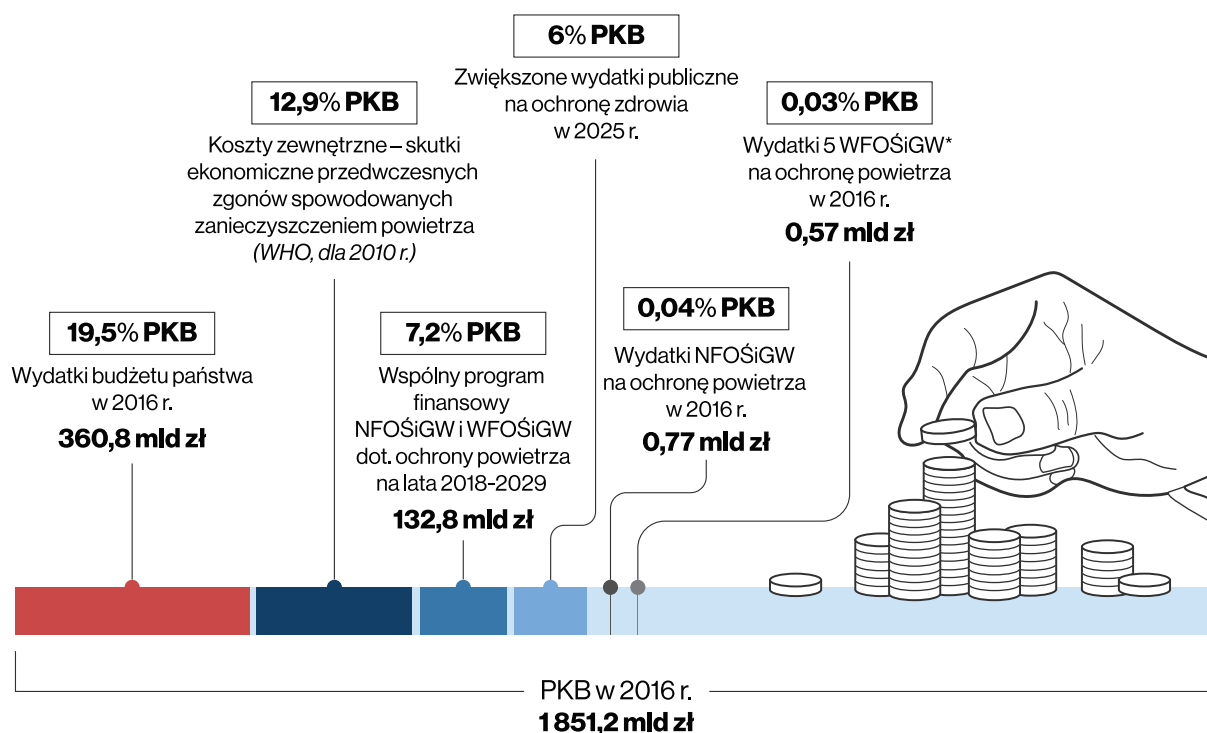 19,5% PKB
Wydatki budżetu państwa
w 2016 r.
360,8 mld zł
12,9% PKB
Koszty zewnętrzne – skutki
ekonomiczne przedwczesnych
zgonów spowodowanych
zanieczyszczeniem powietrza
(WHO, dla 2010 r.)
7,2% PKB
Wspólny program
finansowy
NFOŚiGW i WFOŚiGW
dot. ochrony powietrza
na lata 2018-2029
132,8 mld zł
6% PKB
Zwiększone wydatki publiczne
na ochronę zdrowia
w 2025 r.
0,04% PKB
Wydatki NFOŚiGW
na ochronę powietrza
w 2016 r.
0,77 mld zł
0,03% PKB
Wydatki 5 WFOŚiGW*
na ochronę powietrza
w 2016 r.
0,57 mld zł
PKB w 2016 r.
1 851,2 mld zł